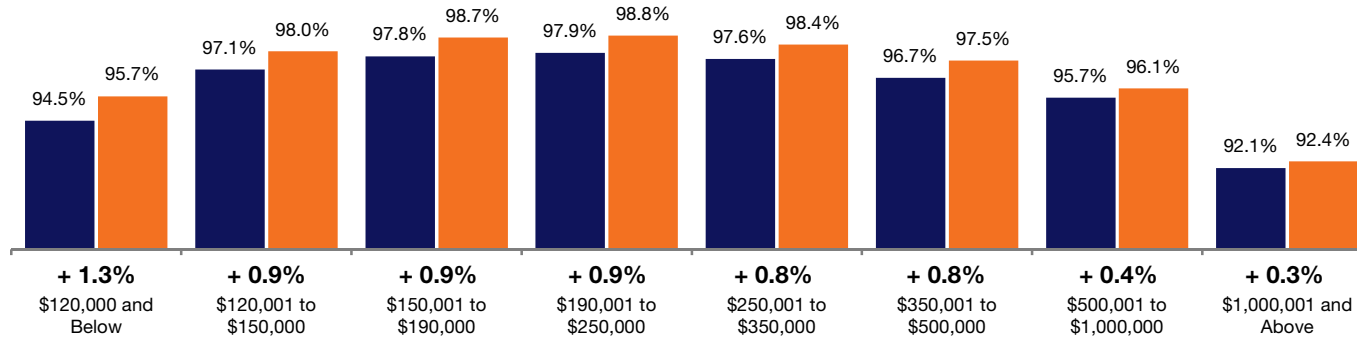 94.5% 95.7% 97.1% 98.0% 97.8% 98.7% 97.9% 98.8% 97.6% 98.4% 96.7% 97.5% 95.7% 96.1% 92.1% 92.4%
+ 1.3% + 0.9% + 0.9% + 0.9% + 0.8% + 0.8% + 0.4% + 0.3%
$120,000 and $120,001 to $150,001 to $190,001 to $250,001 to $350,001 to $500,001 to $1,000,001 and
Below $150,000 $190,000 $250,000 $350,000 $500,000 $1,000,000 Above